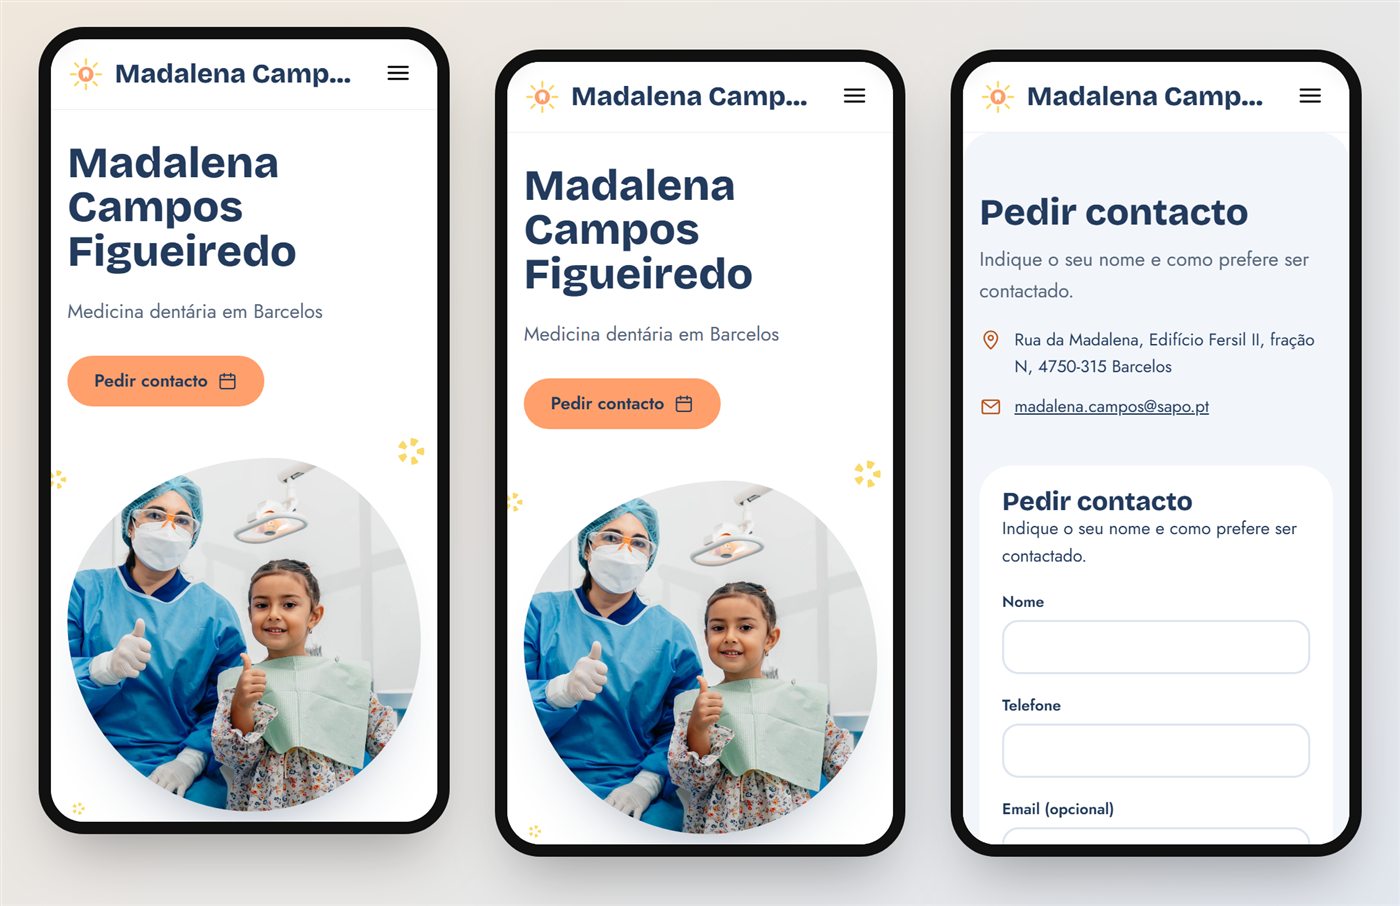 Madalena Camp...
Madalena
Campos
Figueiredo
Medicina dentária em Barcelos
Pedir contacto
Madalena Camp...
Madalena
Campos
Figueiredo
Medicina dentária em Barcelos
Pedir contacto
Madalena Camp...
Pedir contacto
Indique o seu nome e como prefere ser
contactado.
Rua da Madalena, Edifício Fersil II, fração
N, 4750-315 Barcelos
madalena.campos@sapo.pt
Pedir contacto
Indique o seu nome e como prefere ser
contactado.
Nome
Telefone
Email (opcional)